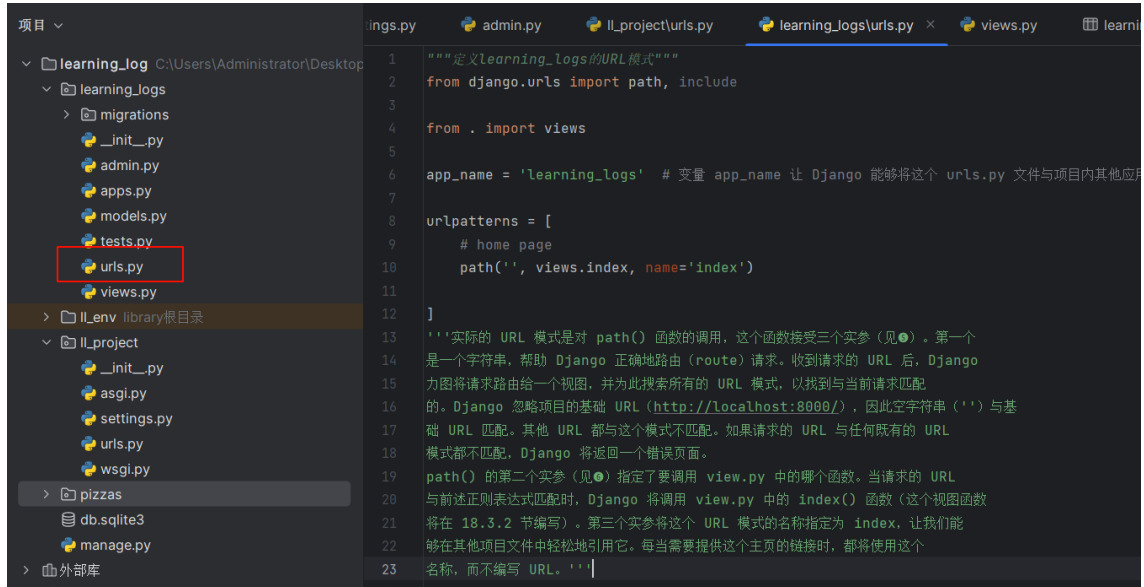 项目
ings.py admin.py ll_project\urls.py learning_logs\urls.py views.py learni
learning_log C:\Users\Administrator\Desktop
learning_logs
migrations
__init__.py
admin.py
apps.py
models.py
tests.py
urls.py
views.py
ll_env library根目录
ll_project
__init__.py
asgi.py
settings.py
urls.py
wsgi.py
pizzas
db.sqlite3
manage.py
外部库
1 """定义learning_logs的URL模式"""
2 from django.urls import path, include
3
4 from . import views
5
6 app_name = 'learning_logs' # 变量 app_name 让 Django 能够将这个 urls.py 文件与项目内其他应用
7
8 urlpatterns = [
9 # home page
10 path('', views.index, name='index')
11
12 ]
13 '''实际的 URL 模式是对 path() 函数的调用，这个函数接受三个实参（见❺）。第一个
14 是一个字符串，帮助 Django 正确地路由（route）请求。收到请求的 URL 后，Django
15 力图将请求路由给一个视图，并为此搜索所有的 URL 模式，以找到与当前请求匹配
16 的。Django 忽略项目的基础 URL（http://localhost:8000/），因此空字符串（''）与基
17 础 URL 匹配。其他 URL 都与这个模式不匹配。如果请求的 URL 与任何既有的 URL
18 模式都不匹配，Django 将返回一个错误页面。
19 path() 的第二个实参（见❺）指定了要调用 view.py 中的哪个函数。当请求的 URL
20 与前述正则表达式匹配时，Django 将调用 view.py 中的 index() 函数（这个视图函数
21 将在 18.3.2 节编写）。第三个实参将这个 URL 模式的名称指定为 index，让我们能
22 够在其他项目文件中轻松地引用它。每当需要提供这个主页的链接时，都将使用这个
23 名称，而不编写 URL。'''